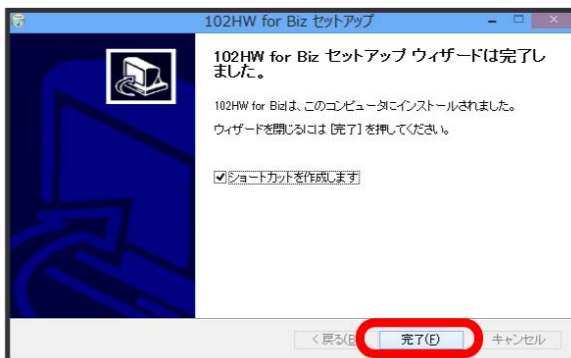 102HW for Biz セットアップ
102HW for Biz セットアップ ウィザードは完了し
ました。
102HW for Bizは、このコンピュータにインストールされました。
ウィザードを閉じるには [完了] を押してください。
ショートカットを作成します
< 戻る(B
完了(F)
キャンセル